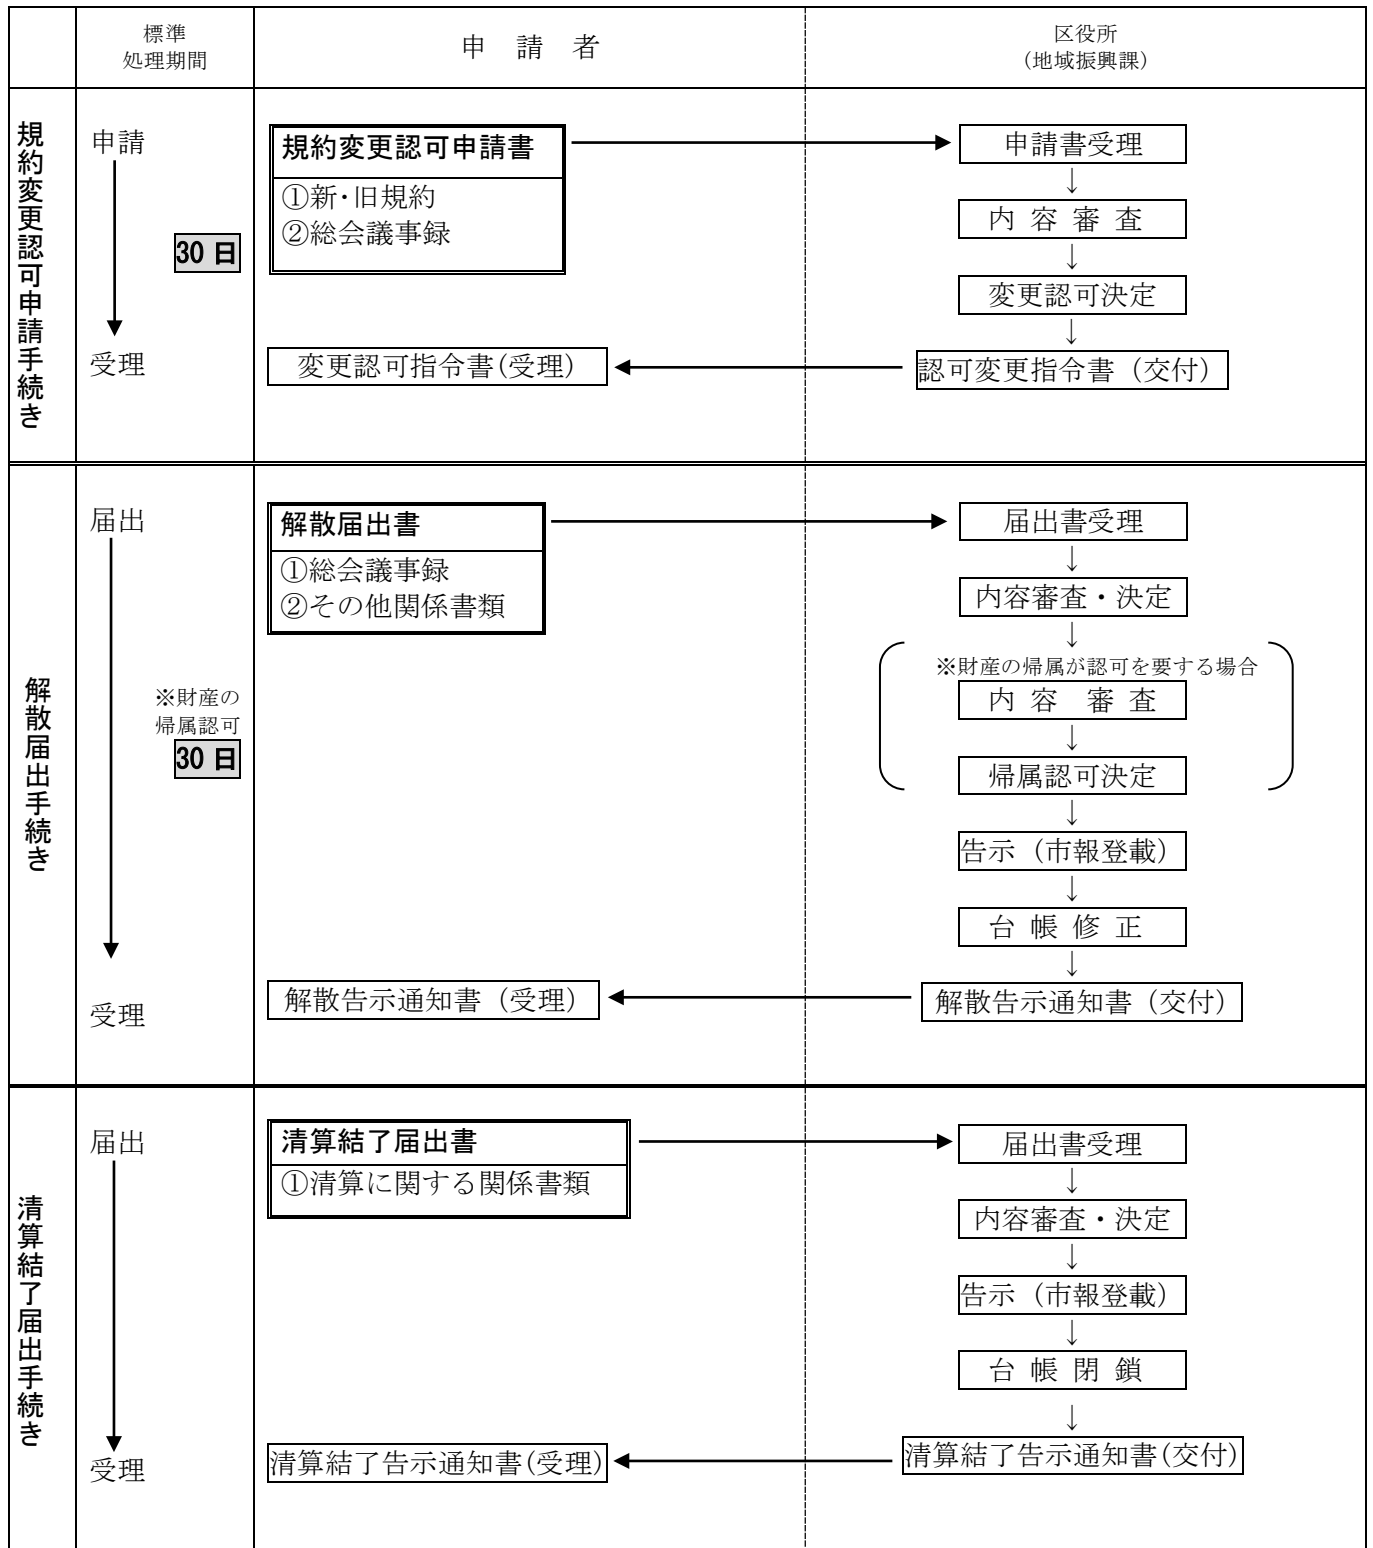 標準
処理期間
申 請 者
区役所
（地域振興課）
規約変更認可申請手続き
申請
30 日
受理
規約変更認可申請書
①新・旧規約
②総会議事録
変更認可指令書(受理)
申請書受理
↓
内 容 審 査
↓
変更認可決定
↓
認可変更指令書（交付）
解散届出手続き
届出
※財産の
帰属認可
30 日
受理
解散届出書
①総会議事録
②その他関係書類
解散告示通知書（受理）
届出書受理
↓
内容審査・決定
↓
※財産の帰属が認可を要する場合
内 容 審 査
↓
帰属認可決定
↓
告示（市報登載）
↓
台 帳 修 正
↓
解散告示通知書（交付）
清算結了届出手続き
届出
受理
清算結了届出書
①清算に関する関係書類
清算結了告示通知書(受理)
届出書受理
↓
内容審査・決定
↓
告示（市報登載）
↓
台 帳 閉 鎖
↓
清算結了告示通知書(交付)